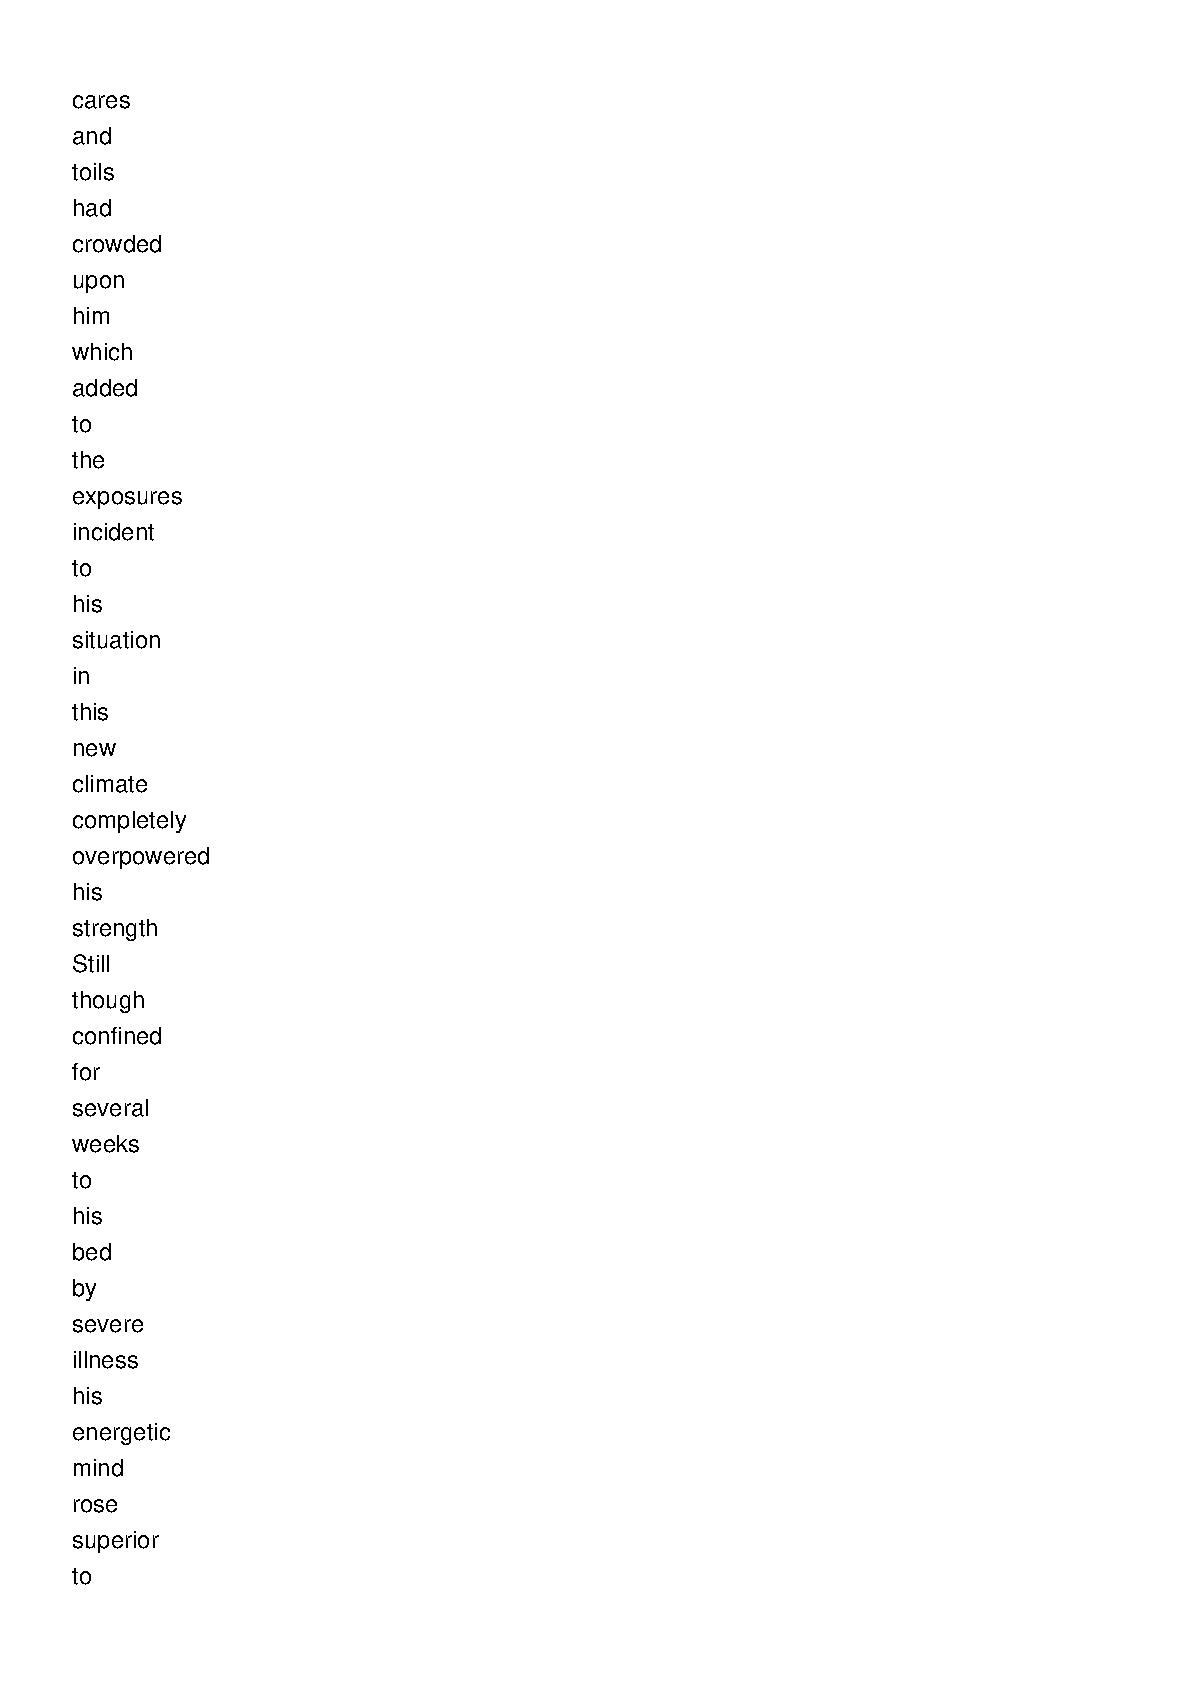 cares
and
toils
had
crowded
upon
him
which
added
to
the
exposures
incident
to
his
situation
in
this
new
climate
completely
overpowered
his
strength
Still
though
confined
for
several
weeks
to
his
bed
by
severe
illness
his
energetic
mind
rose
superior
to